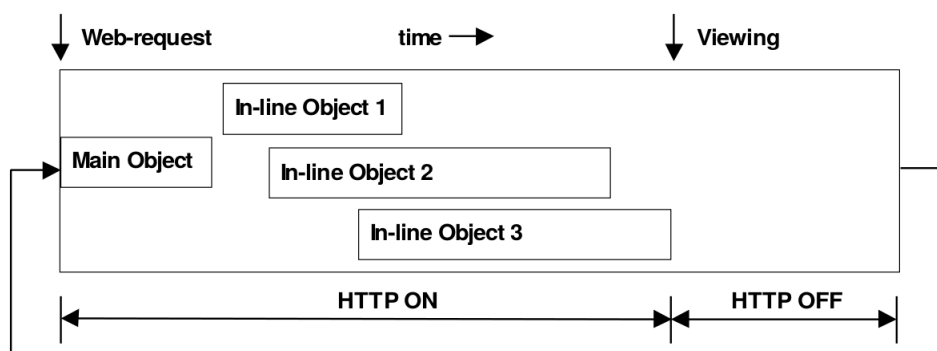 Web-request
time
Viewing
In-line Object 1
Main Object
In-line Object 2
In-line Object 3
HTTP ON
HTTP OFF